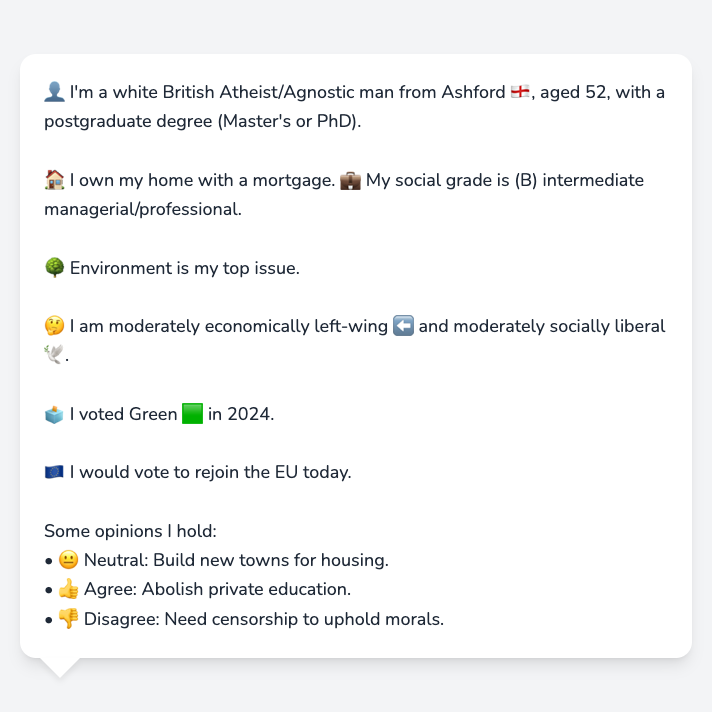 👤 I'm a white British Atheist/Agnostic man from Ashford 🏴󠁧󠁢󠁥󠁮󠁧󠁿, aged 52, with a
postgraduate degree (Master's or PhD).
🏠 I own my home with a mortgage. 💼 My social grade is (B) intermediate
managerial/professional.
🌳 Environment is my top issue.
🤔 I am moderately economically left-wing ⬅️ and moderately socially liberal
🕊️.
🗳️ I voted Green 🟩 in 2024.
🇪🇺 I would vote to rejoin the EU today.
Some opinions I hold:
• 😐 Neutral: Build new towns for housing.
• 👍 Agree: Abolish private education.
• 👎 Disagree: Need censorship to uphold morals.